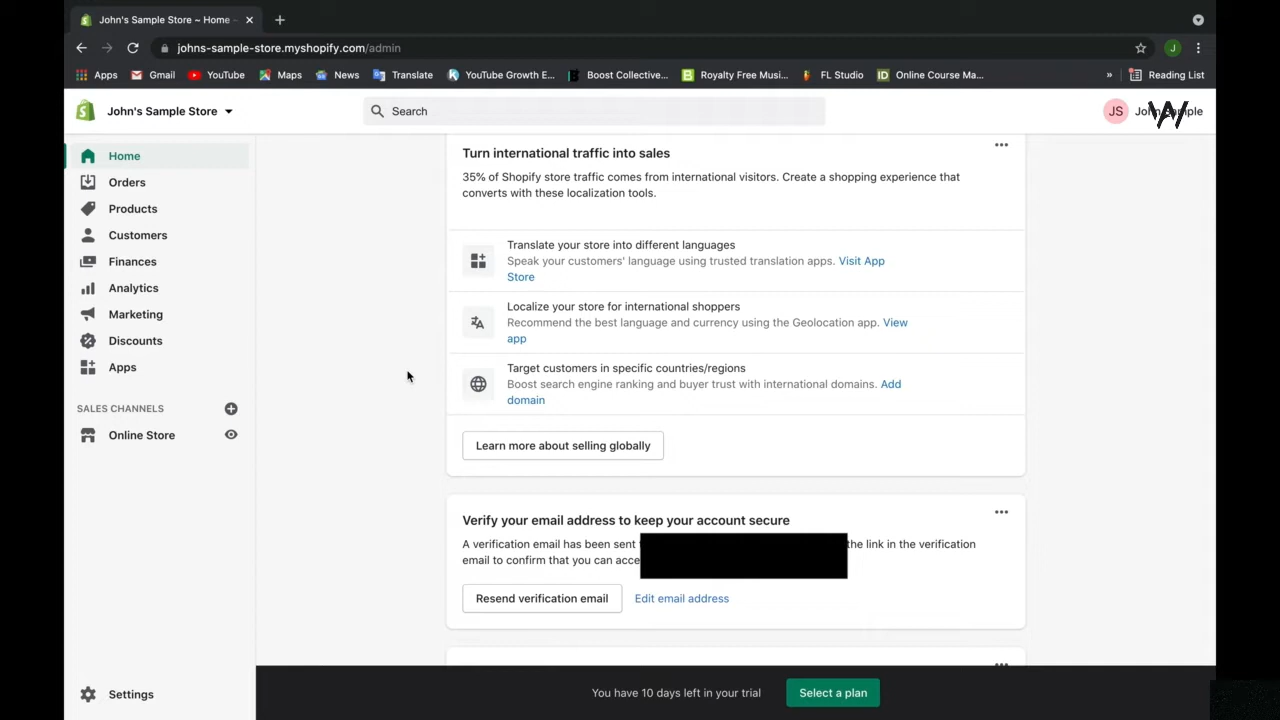 John's Sample Store ~ Home
johns-sample-store.myshopify.com/admin
J
Apps Gmail YouTube Maps News Translate YouTube Growth E... Boost Collective... Royalty Free Musi... FL Studio ID Online Course Ma... » Reading List
John's Sample Store
Search
JS
Home
Orders
Products
Customers
Finances
Analytics
Marketing
Discounts
Apps
SALES CHANNELS
Online Store
Settings
Turn international traffic into sales
35% of Shopify store traffic comes from international visitors. Create a shopping experience that
converts with these localization tools.
Translate your store into different languages
Speak your customers' language using trusted translation apps. Visit App
Store
Localize your store for international shoppers
Recommend the best language and currency using the Geolocation app. View
app
Target customers in specific countries/regions
Boost search engine ranking and buyer trust with international domains. Add
domain
Learn more about selling globally
Verify your email address to keep your account secure
A verification email has been sent the link in the verification
email to confirm that you can
Resend verification email Edit email address
You have 10 days left in your trial Select a plan